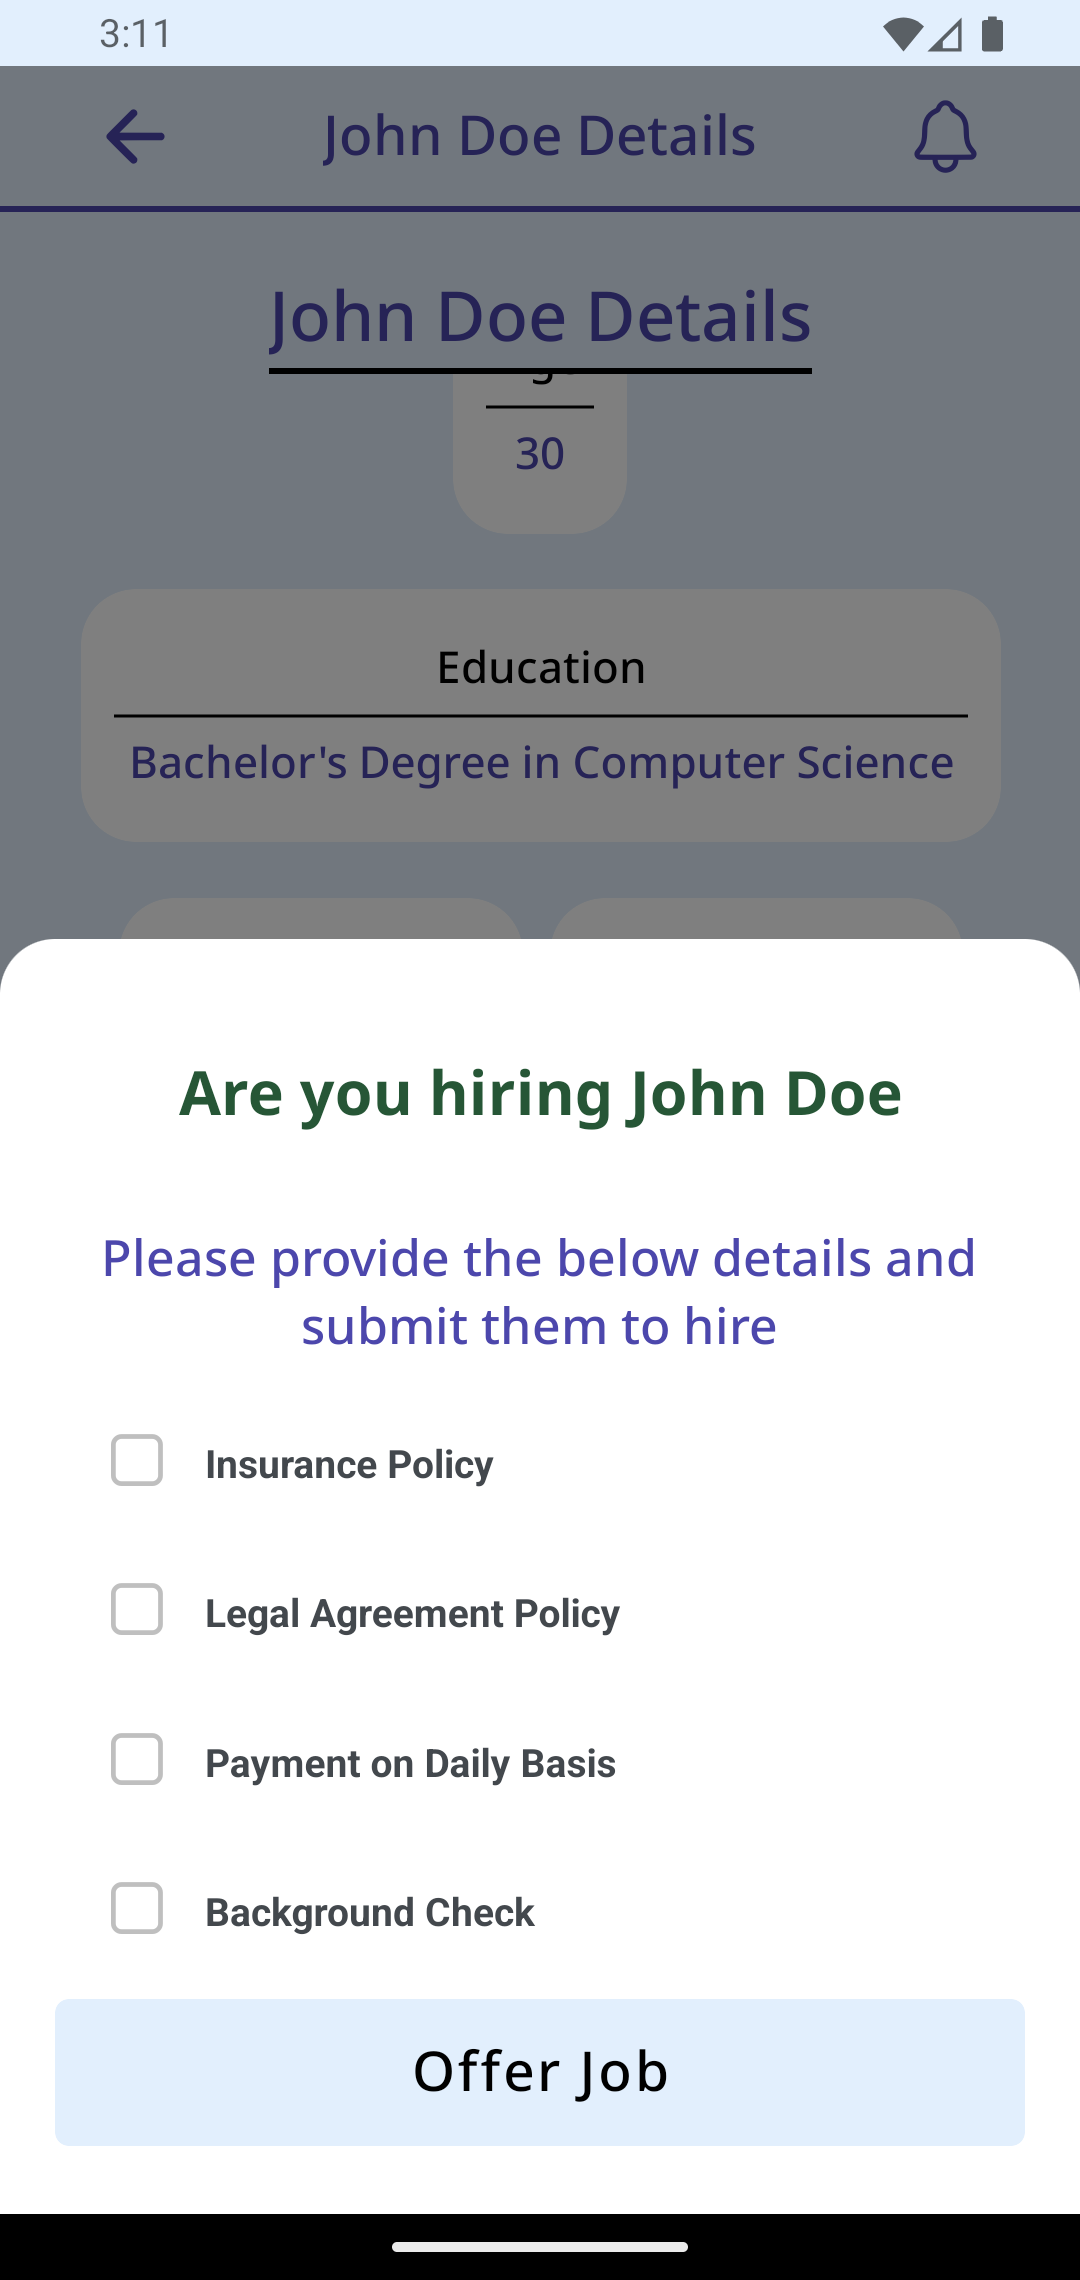 3:11
John Doe Details
John Doe Details
30
Education
Bachelor's Degree in Computer Science
Are you hiring John Doe
Please provide the below details and
submit them to hire
Insurance Policy
Legal Agreement Policy
Payment on Daily Basis
Background Check
Offer Job